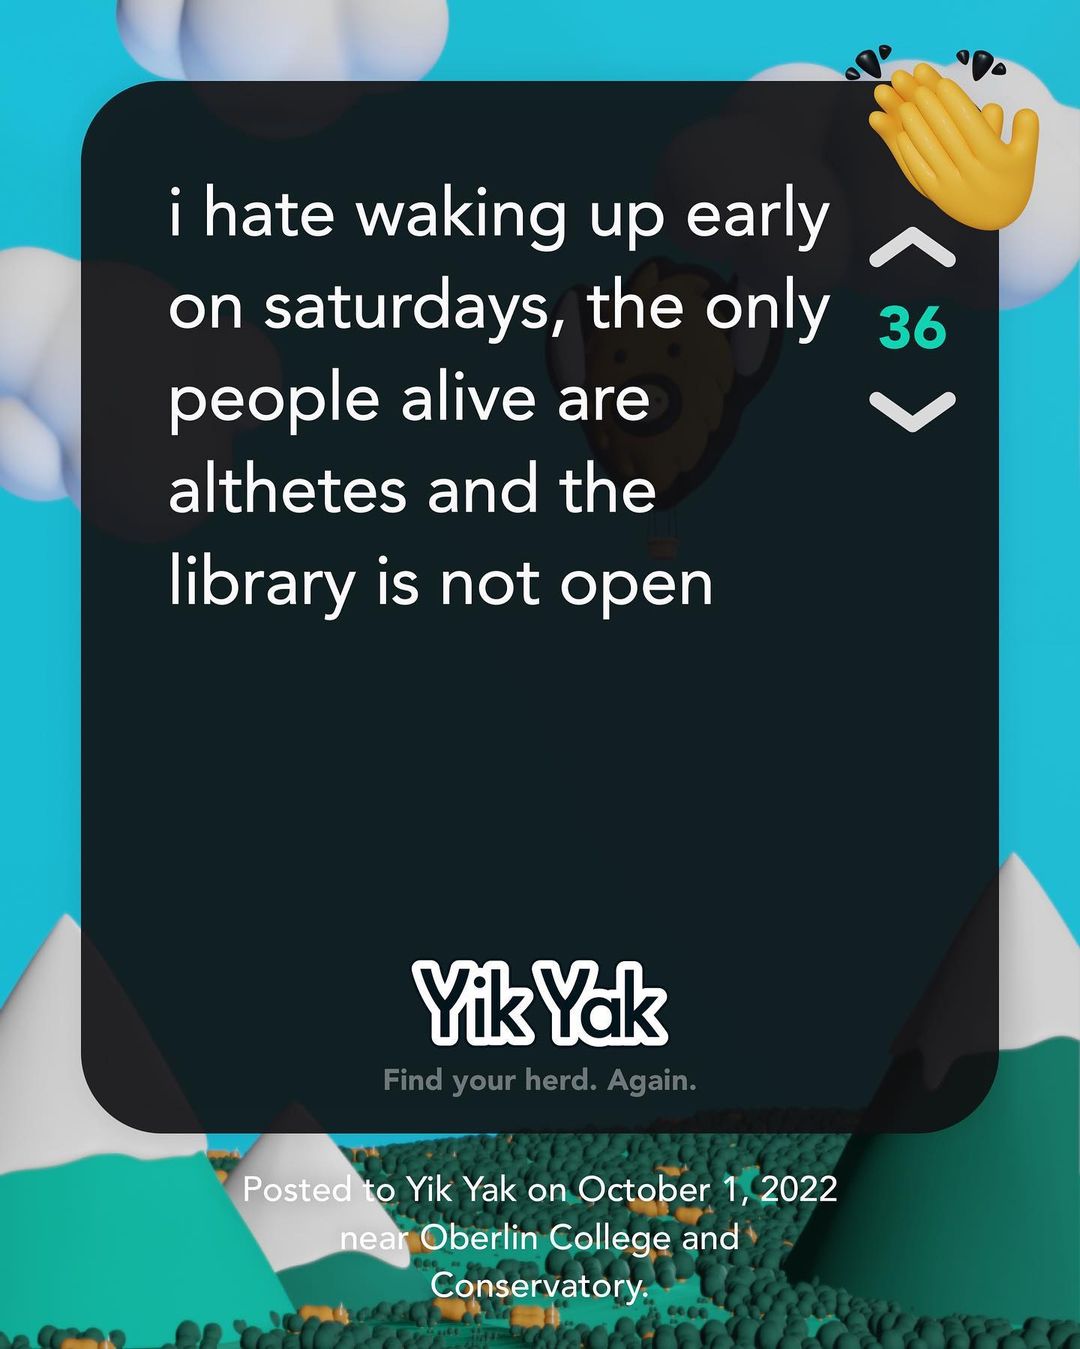 i hate waking up early
on saturdays, the only
people alive are
althetes and the
library is not open
36
Yik Yak
Find your herd. Again.
Posted to Yik Yak on October 1, 2022
near Oberlin College and
Conservatory.